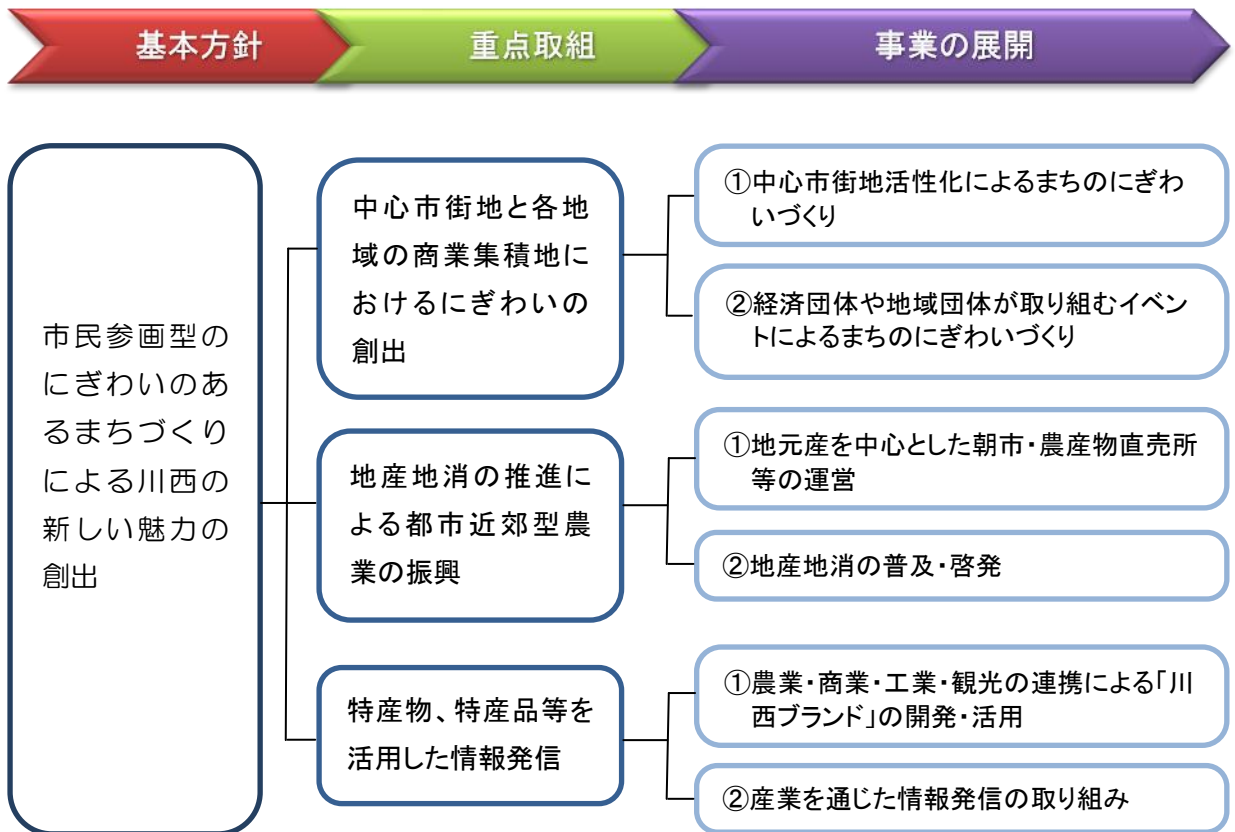 基本方針
重点取組
事業の展開
市民参画型の
にぎわいのあ
るまちづくり
による川西の
新しい魅力の
創出
中心市街地と各地
域の商業集積地に
おけるにぎわいの
創出
①中心市街地活性化によるまちのにぎわ
いづくり
②経済団体や地域団体が取り組むイベン
トによるまちのにぎわいづくり
地産地消の推進に
よる都市近郊型農
業の振興
①地元産を中心とした朝市・農産物直売所
等の運営
②地産地消の普及・啓発
特産物、特産品等を
活用した情報発信
①農業・商業・工業・観光の連携による「川
西ブランド」の開発・活用
②産業を通じた情報発信の取り組み